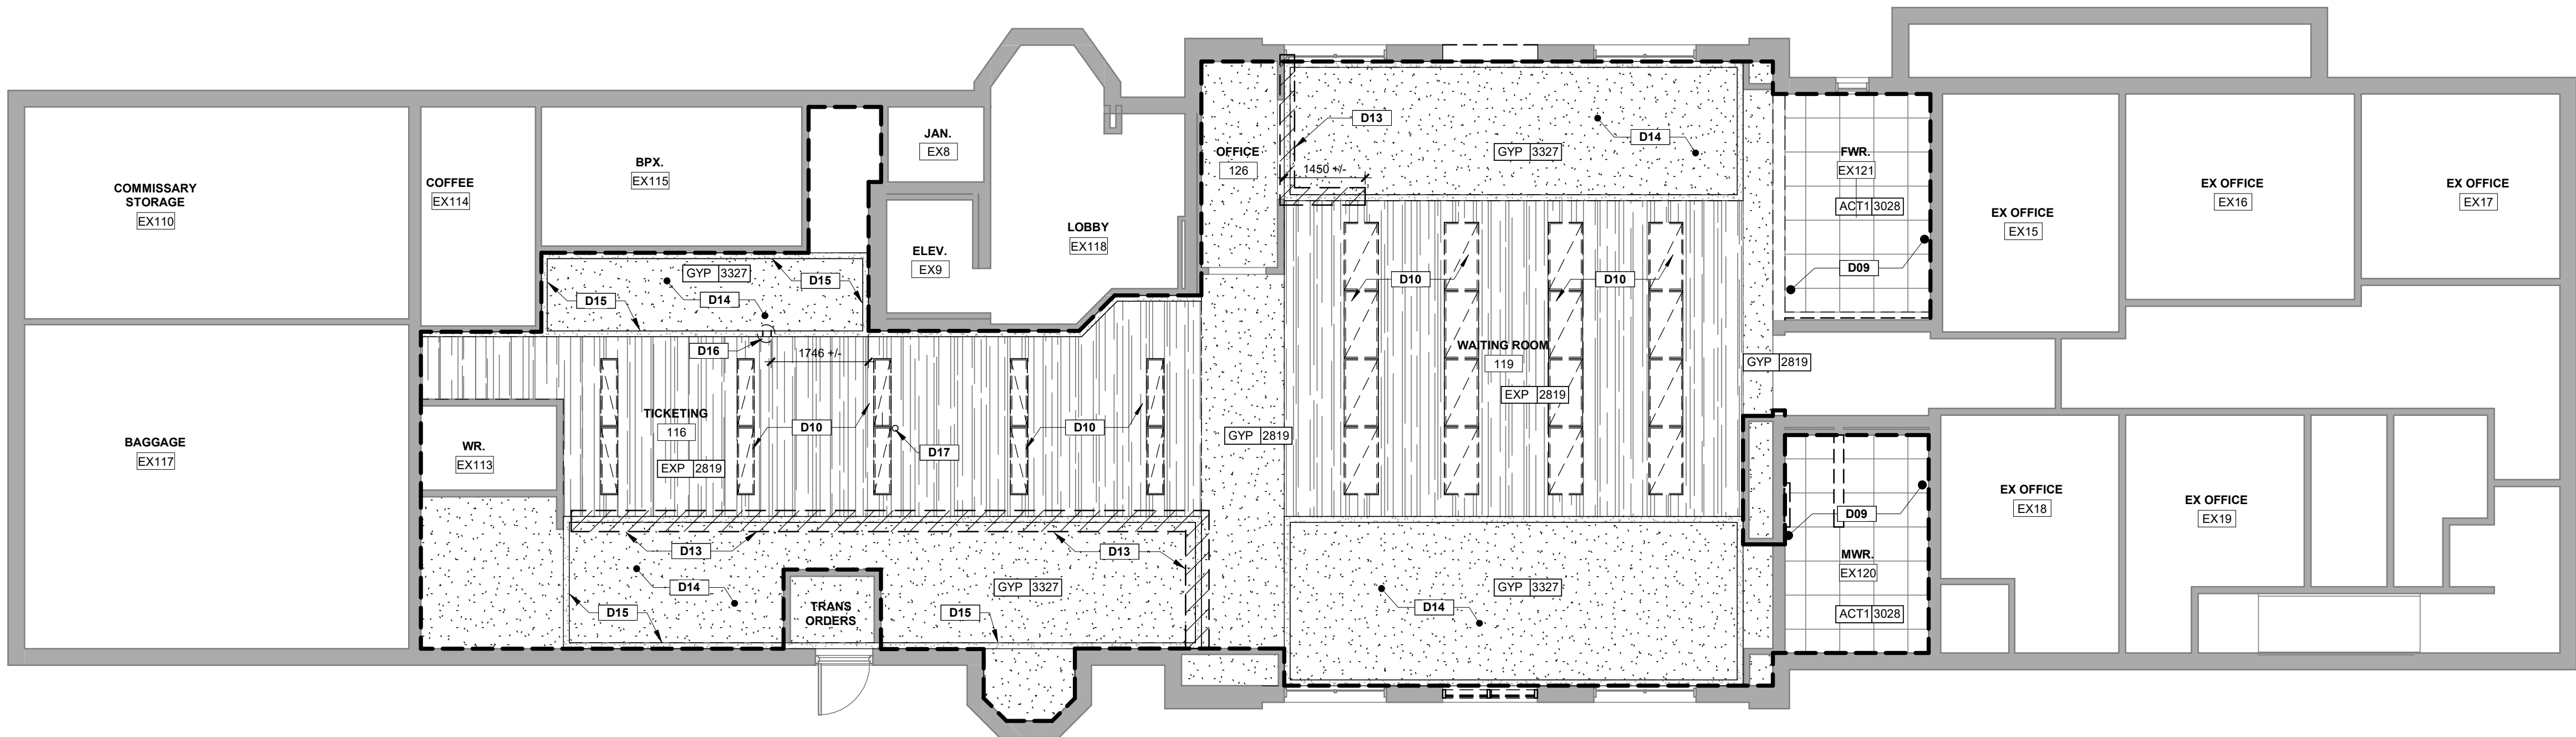 COMMISSARY
STORAGE
EX110
COFFEE
EX114
BPX.
EX115
JAN.
EX8
ELEV.
EX9
LOBBY
EX118
OFFICE
126
D13
1450 +/-
GYP 3327
D14
FWR.
EX121
ACT1 3028
D09
EX OFFICE
EX15
EX OFFICE
EX16
EX OFFICE
EX17
GYP 3327
D15
D14
D15
D16
1746 +/-
D10
D10
WAITING ROOM
119
EXP 2819
GYP 2819
BAGGAGE
EX117
WR.
EX113
TICKETING
116
EXP 2819
D10
D17
D10
GYP 2819
D13
D13
D14
D15
TRANS
ORDERS
D15
GYP 3327
GYP 3327
D14
D09
MWR.
EX120
ACT1 3028
EX OFFICE
EX18
EX OFFICE
EX19